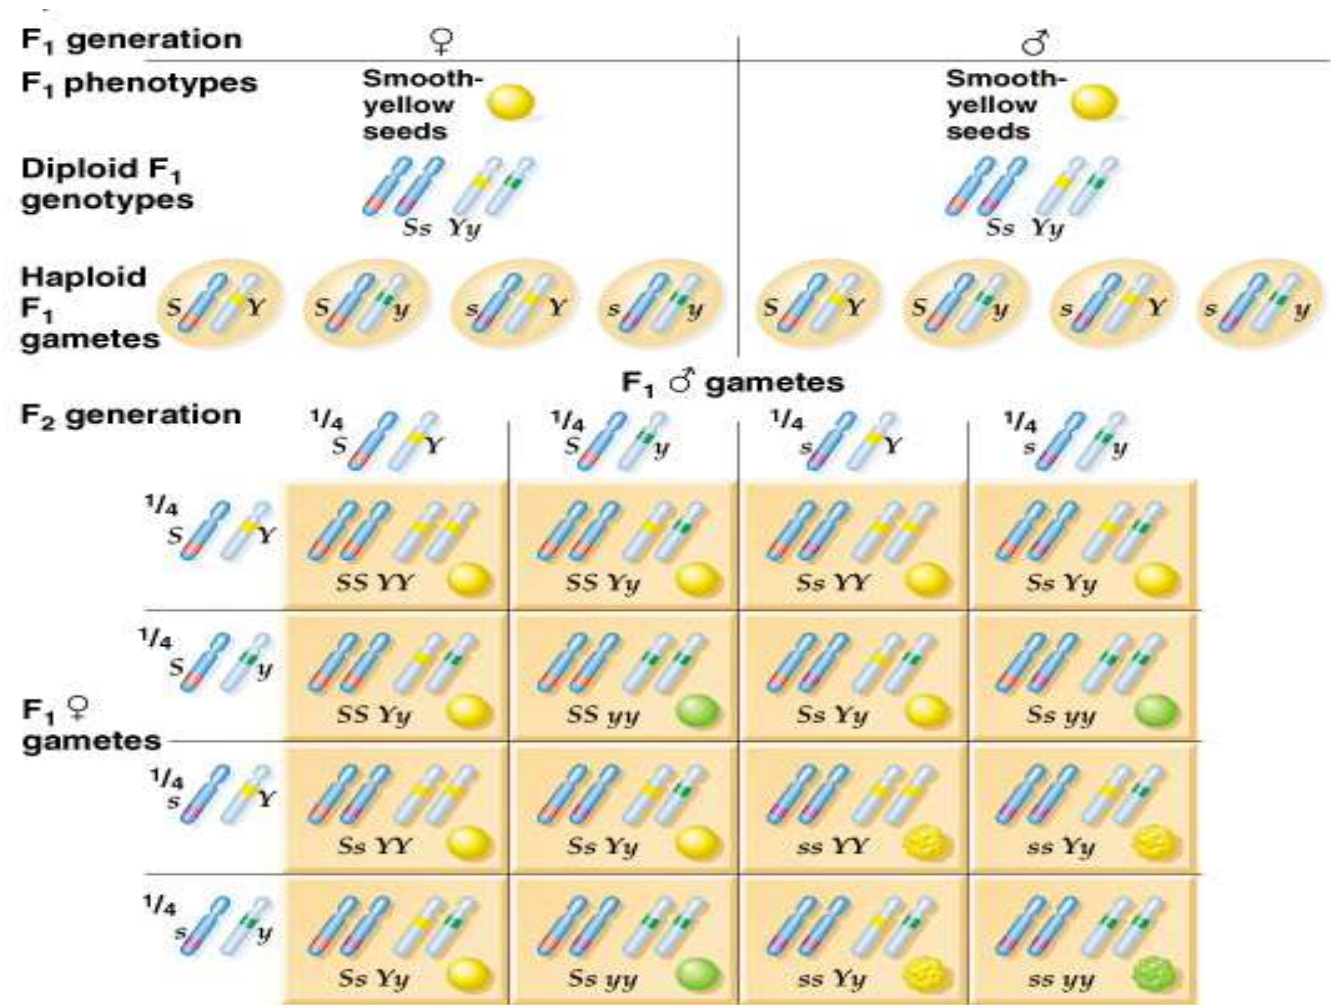 F1 generation ♀ ♂
F1 phenotypes Smooth-yellow seeds Smooth-yellow seeds
Diploid F1 genotypes
Ss Yy Ss Yy
Haploid F1 gametes S Y S y s Y s y S Y S y s Y s y
F1 ♂ gametes
F2 generation 1/4 S Y 1/4 S y 1/4 s Y 1/4 s y
1/4 S Y
SS YY SS Yy Ss YY Ss Yy
1/4 S y
SS Yy SS yy Ss Yy Ss yy
F1 ♀ gametes
1/4 s Y
Ss YY Ss Yy ss YY ss Yy
1/4 s y
Ss Yy Ss yy ss Yy ss yy